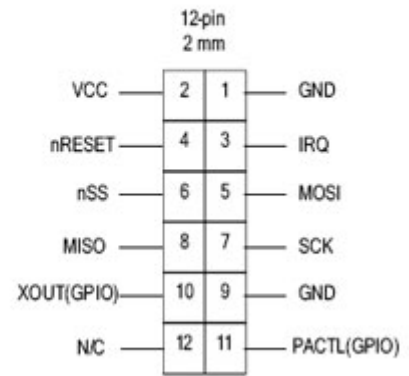 12-pin
2 mm
VCC 2 1 GND
nRESET 4 3 IRQ
nSS 6 5 MOSI
MISO 8 7 SCK
XOUT(GPIO) 10 9 GND
N/C 12 11 PACTL(GPIO)